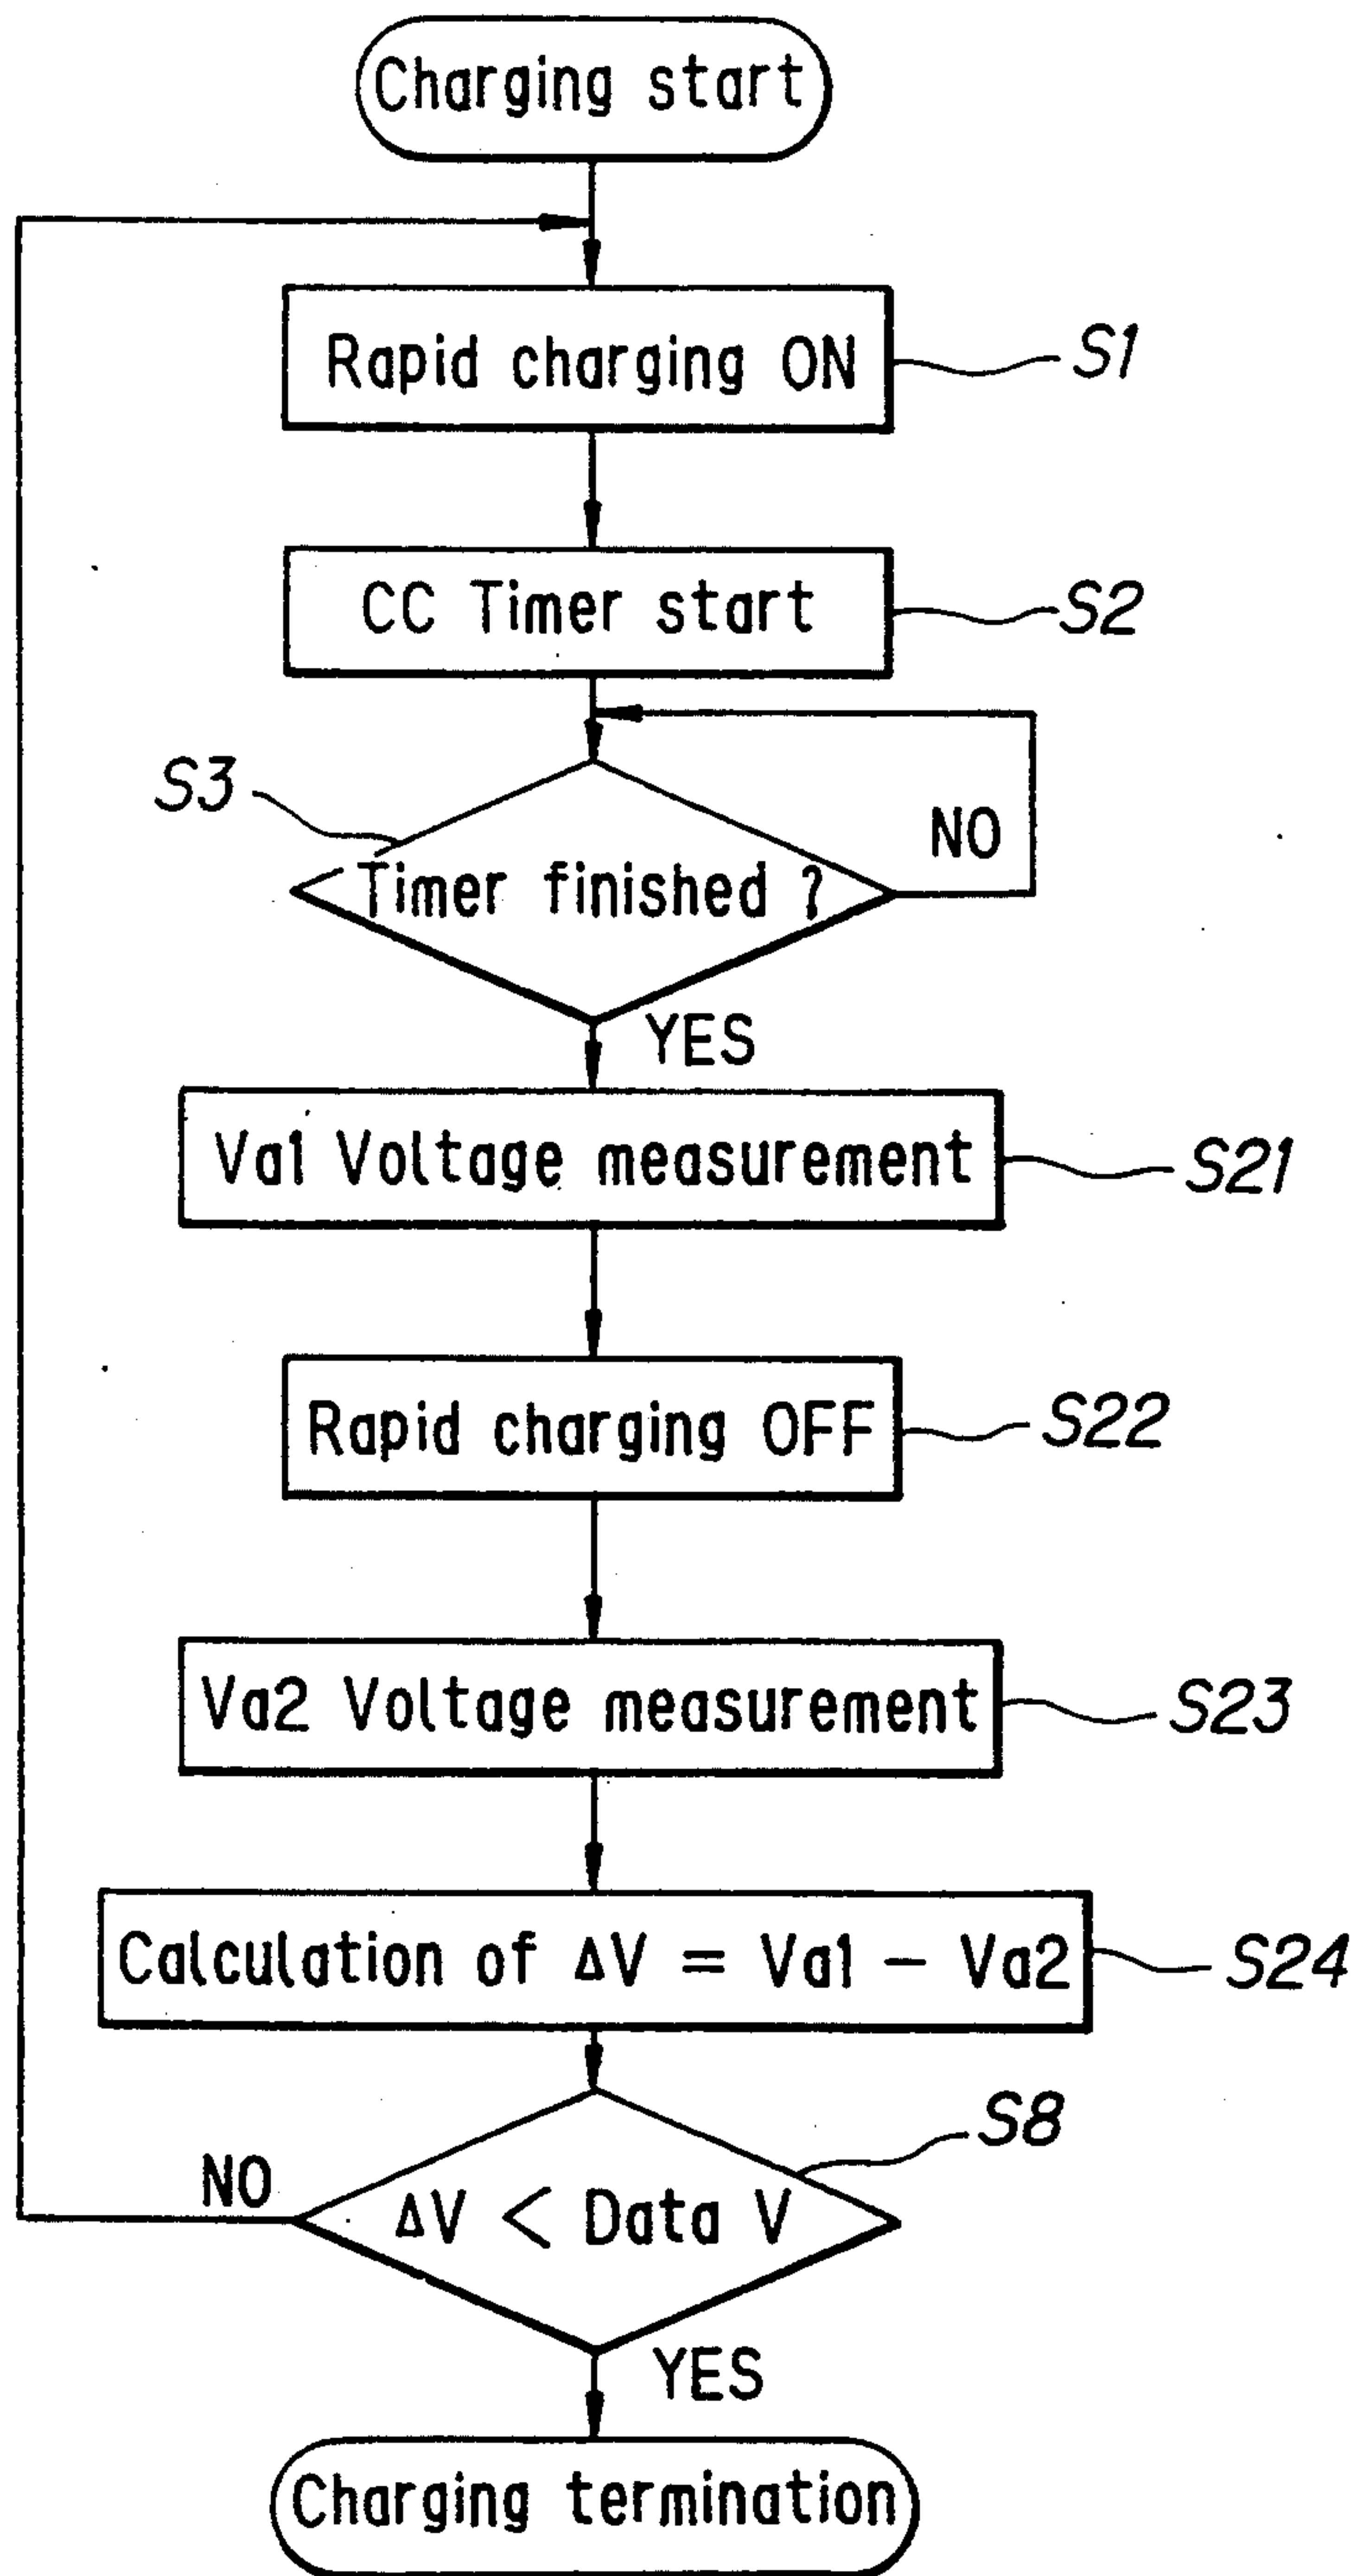 Charging start
Rapid charging ON
S1
CC Timer start
S2
S3
NO
Timer finished ?
YES
Va1 Voltage measurement
S21
Rapid charging OFF
S22
Va2 Voltage measurement
S23
Calculation of ΔV = Va1 − Va2
S24
S8
NO
ΔV < Data V
YES
Charging termination